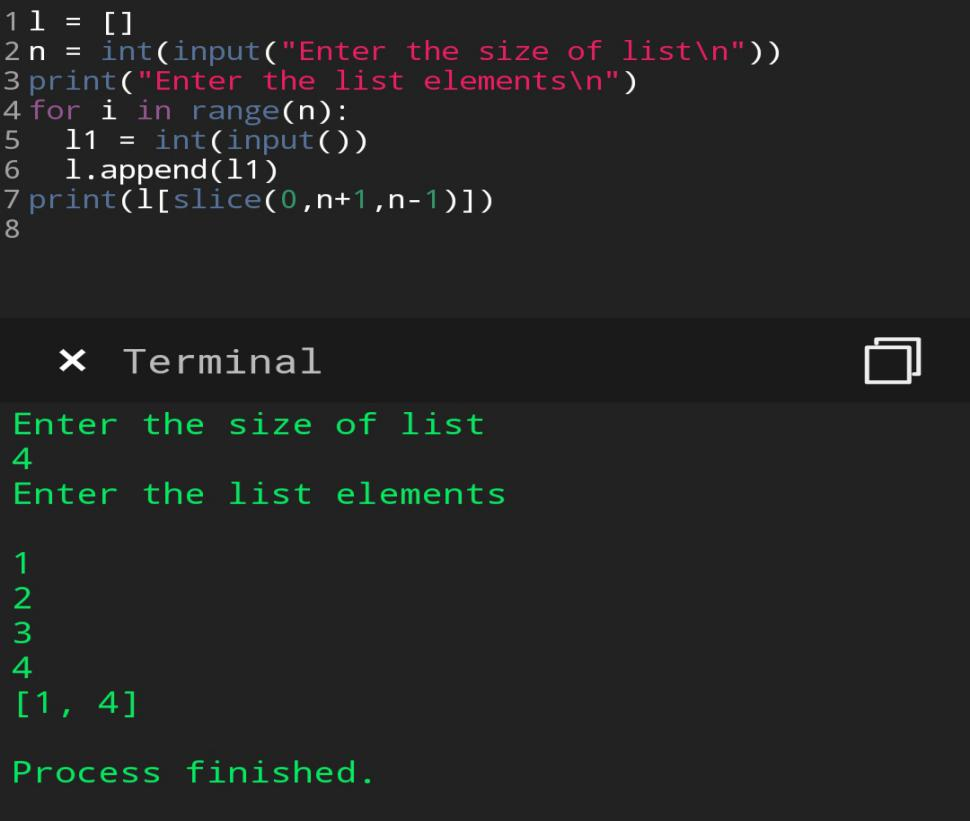 1 l = []
2 n = int(input("Enter the size of list\n"))
3 print("Enter the list elements\n")
4 for i in range(n):
5   l1 = int(input())
6   l.append(l1)
7 print(l[slice(0,n+1,n-1)])
8
× Terminal
Enter the size of list
4
Enter the list elements
1
2
3
4
[1, 4]
Process finished.